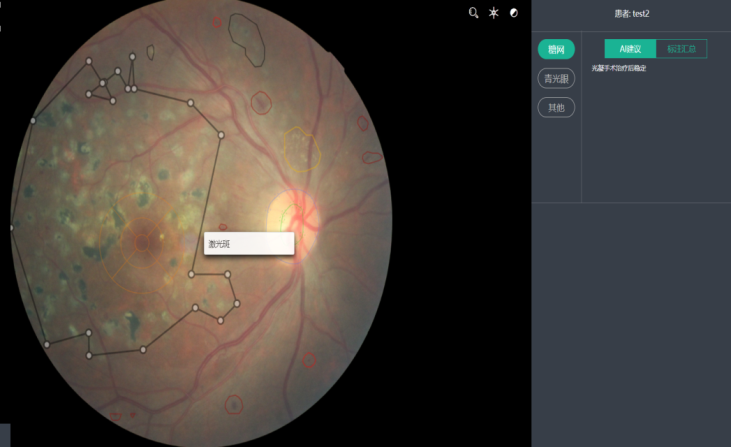 患者: test2
糖网
AI建议
标注汇总
光凝手术治疗后稳定
青光眼
其他
激光斑